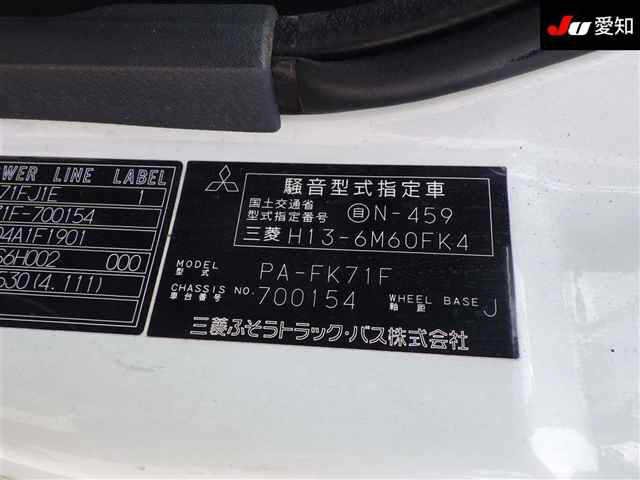 JU 愛知
WER LINE LABEL
71FJ1E 1
1F-700154
04A1F1901
S6H002 000
530(4.111)
騒音型式指定車
国土交通省
型式指定番号 自N-459
三菱 H13-6M60FK4
MODEL
型式 PA-FK71F
CHASSIS NO.
車台番号 700154 WHEEL BASE
軸距 J
三菱ふそうトラック・バス株式会社